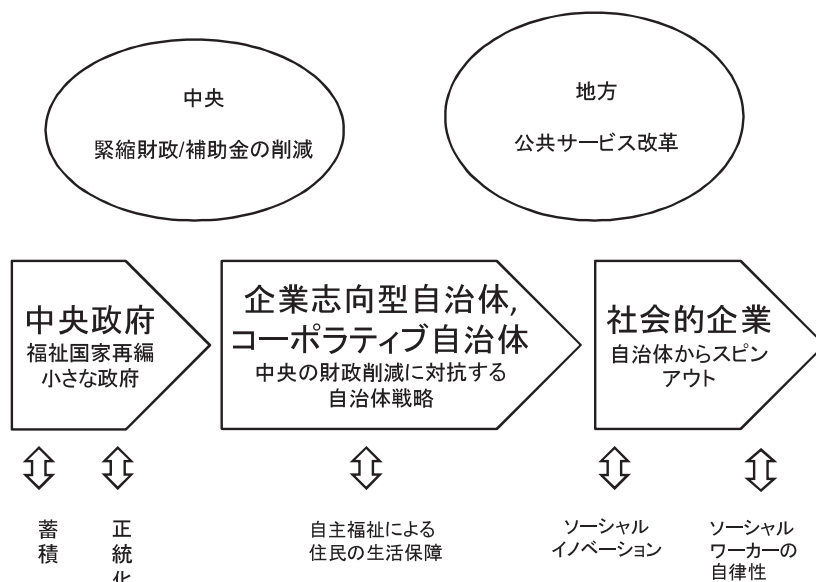 中央
緊縮財政/補助金の削減
地方
公共サービス改革
中央政府
福祉国家再編
小さな政府
企業志向型自治体,
コーポラティブ自治体
中央の財政削減に対抗する
自治体戦略
社会的企業
自治体からスピン
アウト
蓄積
正統化
自主福祉による
住民の生活保障
ソーシャル
イノベーション
ソーシャル
ワーカーの
自律性